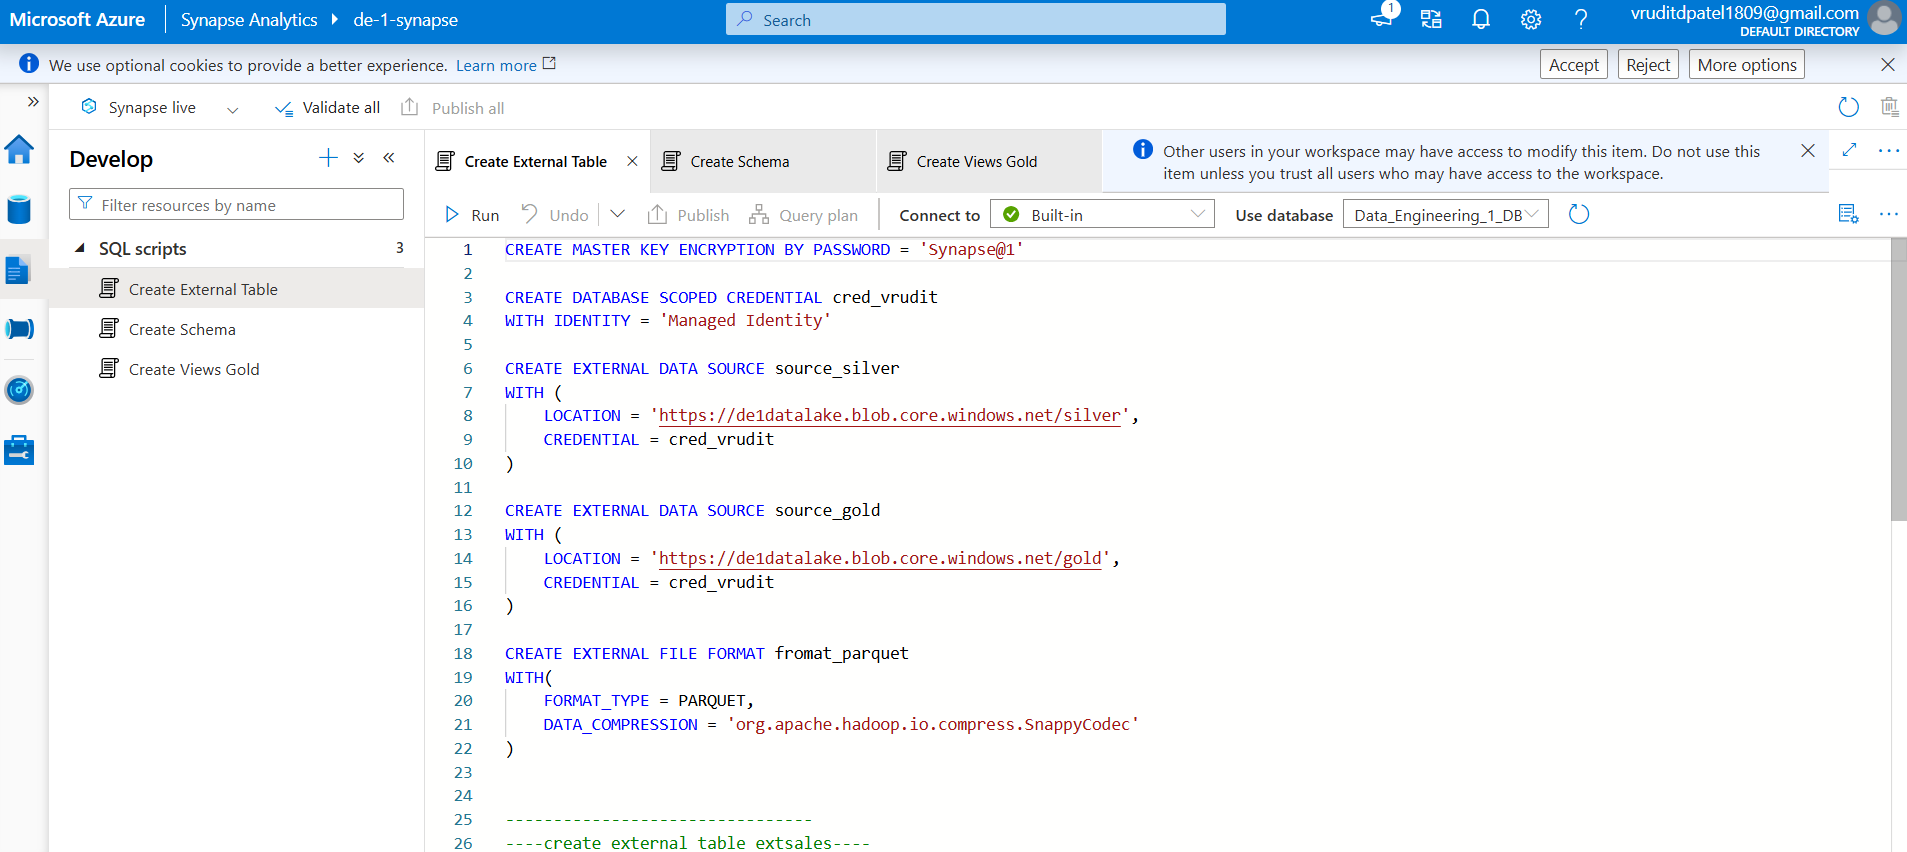 Microsoft Azure
Synapse Analytics
de-1-synapse
Search
1
vruditdpatel1809@gmail.com
DEFAULT DIRECTORY
We use optional cookies to provide a better experience. Learn more
Accept
Reject
More options
Synapse live
Validate all
Publish all
Develop
Filter resources by name
SQL scripts
3
Create External Table
Create Schema
Create Views Gold
Create External Table
Create Schema
Create Views Gold
Other users in your workspace may have access to modify this item. Do not use this
item unless you trust all users who may have access to the workspace.
Run
Undo
Publish
Query plan
Connect to
Built-in
Use database
Data_Engineering_1_DB
1 CREATE MASTER KEY ENCRYPTION BY PASSWORD = 'Synapse@1'
2
3 CREATE DATABASE SCOPED CREDENTIAL cred_vrudit
4 WITH IDENTITY = 'Managed Identity'
5
6 CREATE EXTERNAL DATA SOURCE source_silver
7 WITH (
8 LOCATION = 'https://de1datalake.blob.core.windows.net/silver',
9 CREDENTIAL = cred_vrudit
10 )
11
12 CREATE EXTERNAL DATA SOURCE source_gold
13 WITH (
14 LOCATION = 'https://de1datalake.blob.core.windows.net/gold',
15 CREDENTIAL = cred_vrudit
16 )
17
18 CREATE EXTERNAL FILE FORMAT fromat_parquet
19 WITH(
20 FORMAT_TYPE = PARQUET,
21 DATA_COMPRESSION = 'org.apache.hadoop.io.compress.SnappyCodec'
22 )
23
24
25 --------------------------------
26 ----create external table extsales----